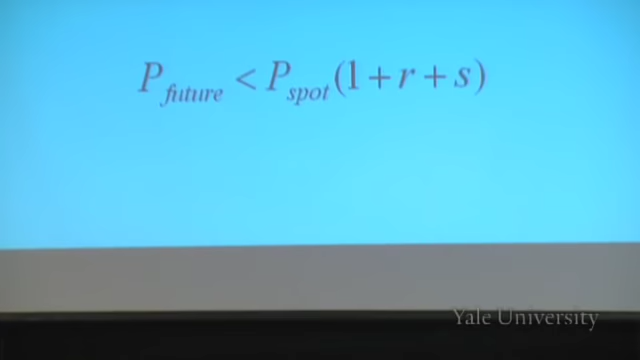 P_future < P_spot (1 + r + s)
Yale University